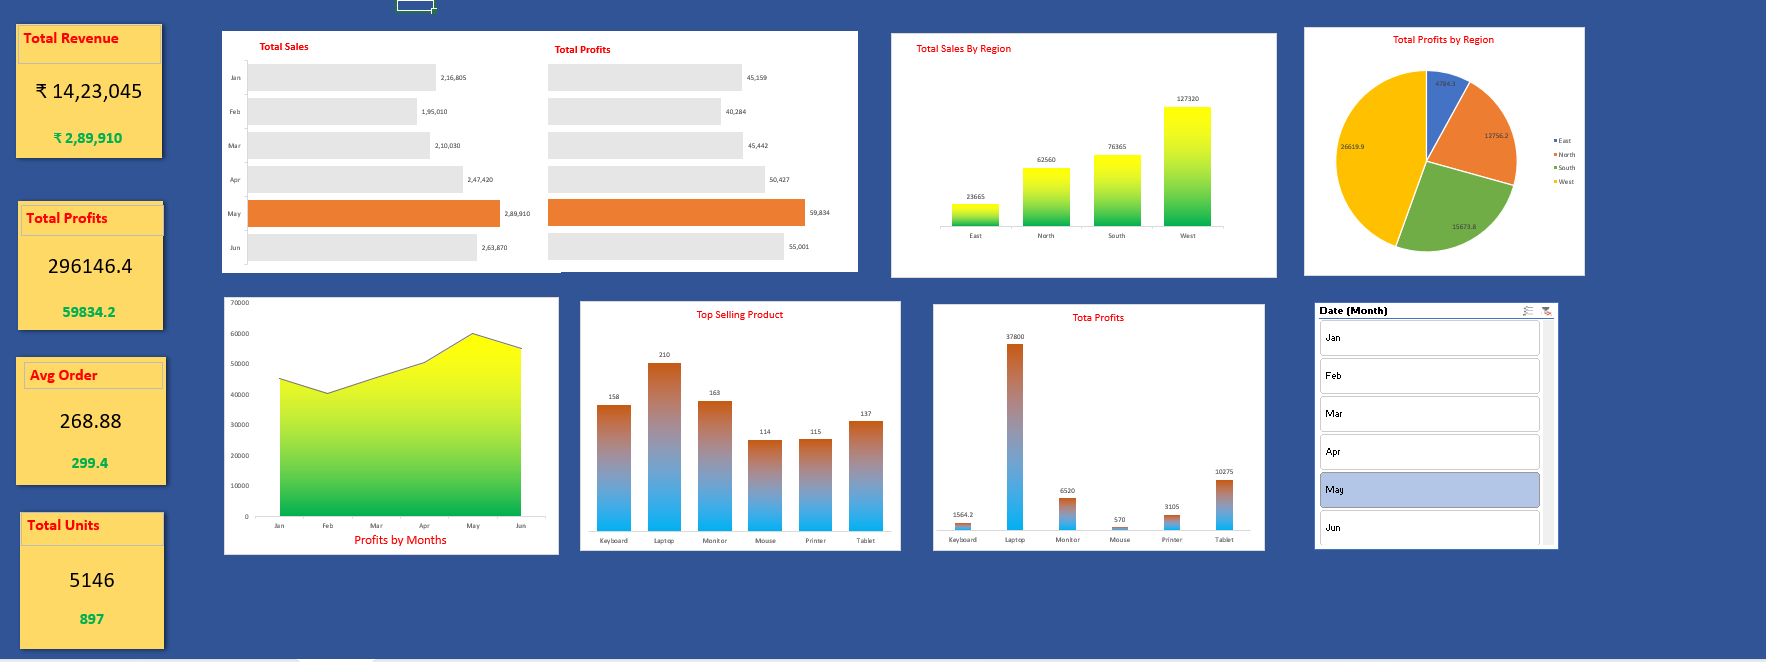 Total Revenue
₹ 14,23,045
₹ 2,89,910
Total Profits
296146.4
59834.2
Avg Order
268.88
299.4
Total Units
5146
897
Total Sales
Jan
2,16,805
Feb
1,95,010
Mar
2,10,030
Apr
2,47,420
May
2,89,910
Jun
2,63,870
Total Profits
45,159
40,284
45,442
50,427
59,834
55,001
Total Sales By Region
23665
62560
76365
127320
East
North
South
West
Total Profits by Region
4784.3
12756.2
15673.8
26619.9
East
North
South
West
70000
60000
50000
40000
30000
20000
10000
0
Jan
Feb
Mar
Apr
May
Jun
Profits by Months
Top Selling Product
158
210
163
114
115
137
Keyboard
Laptop
Monitor
Mouse
Printer
Tablet
Tota Profits
1564.2
37800
6520
570
3105
10275
Keyboard
Laptop
Monitor
Mouse
Printer
Tablet
Date (Month)
Jan
Feb
Mar
Apr
May
Jun